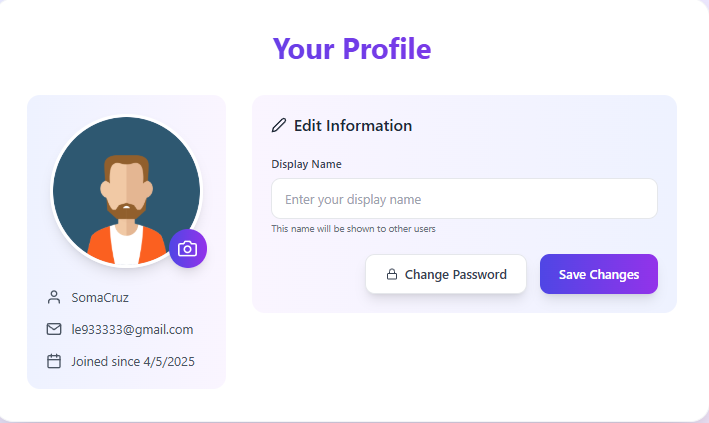 Your Profile
SomaCruz
le933333@gmail.com
Joined since 4/5/2025
Edit Information
Display Name
Enter your display name
This name will be shown to other users
Change Password
Save Changes